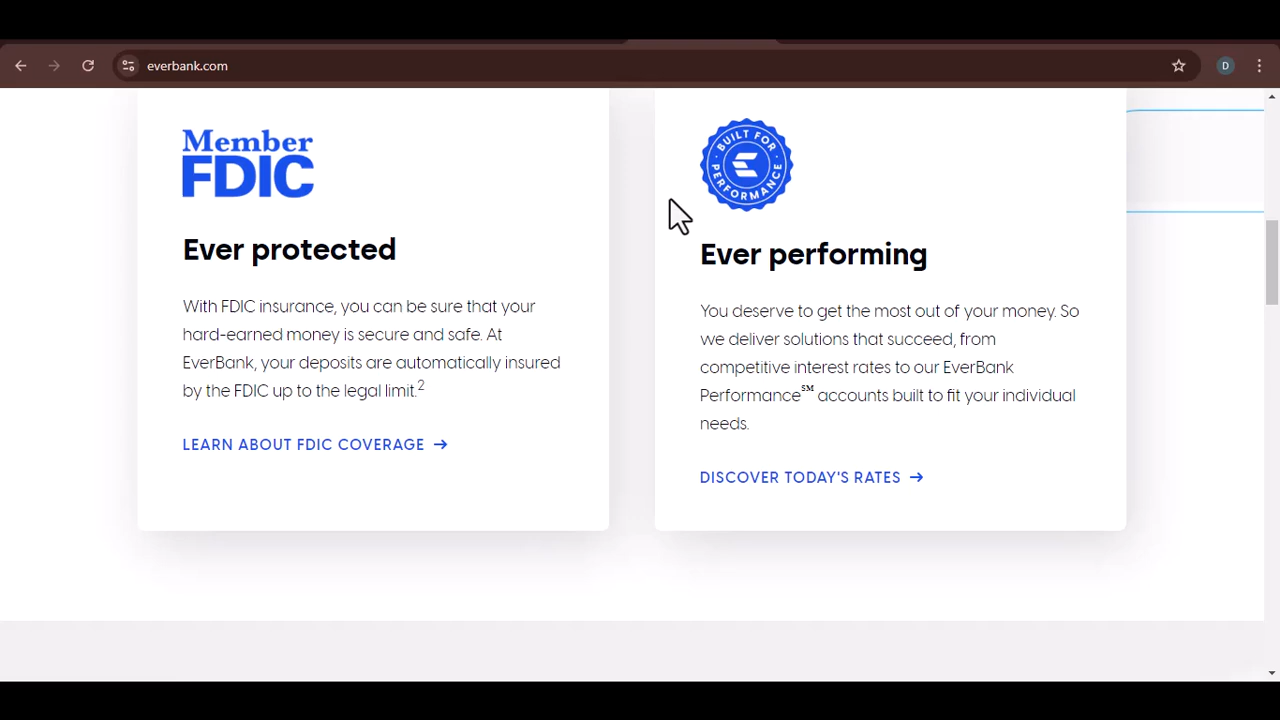 everbank.com
D
Member
FDIC
Ever protected
With FDIC insurance, you can be sure that your
hard-earned money is secure and safe. At
EverBank, your deposits are automatically insured
by the FDIC up to the legal limit.2
LEARN ABOUT FDIC COVERAGE →
BUILT FOR
PERFORMANCE
Ever performing
You deserve to get the most out of your money. So
we deliver solutions that succeed, from
competitive interest rates to our EverBank
Performance℠ accounts built to fit your individual
needs.
DISCOVER TODAY'S RATES →